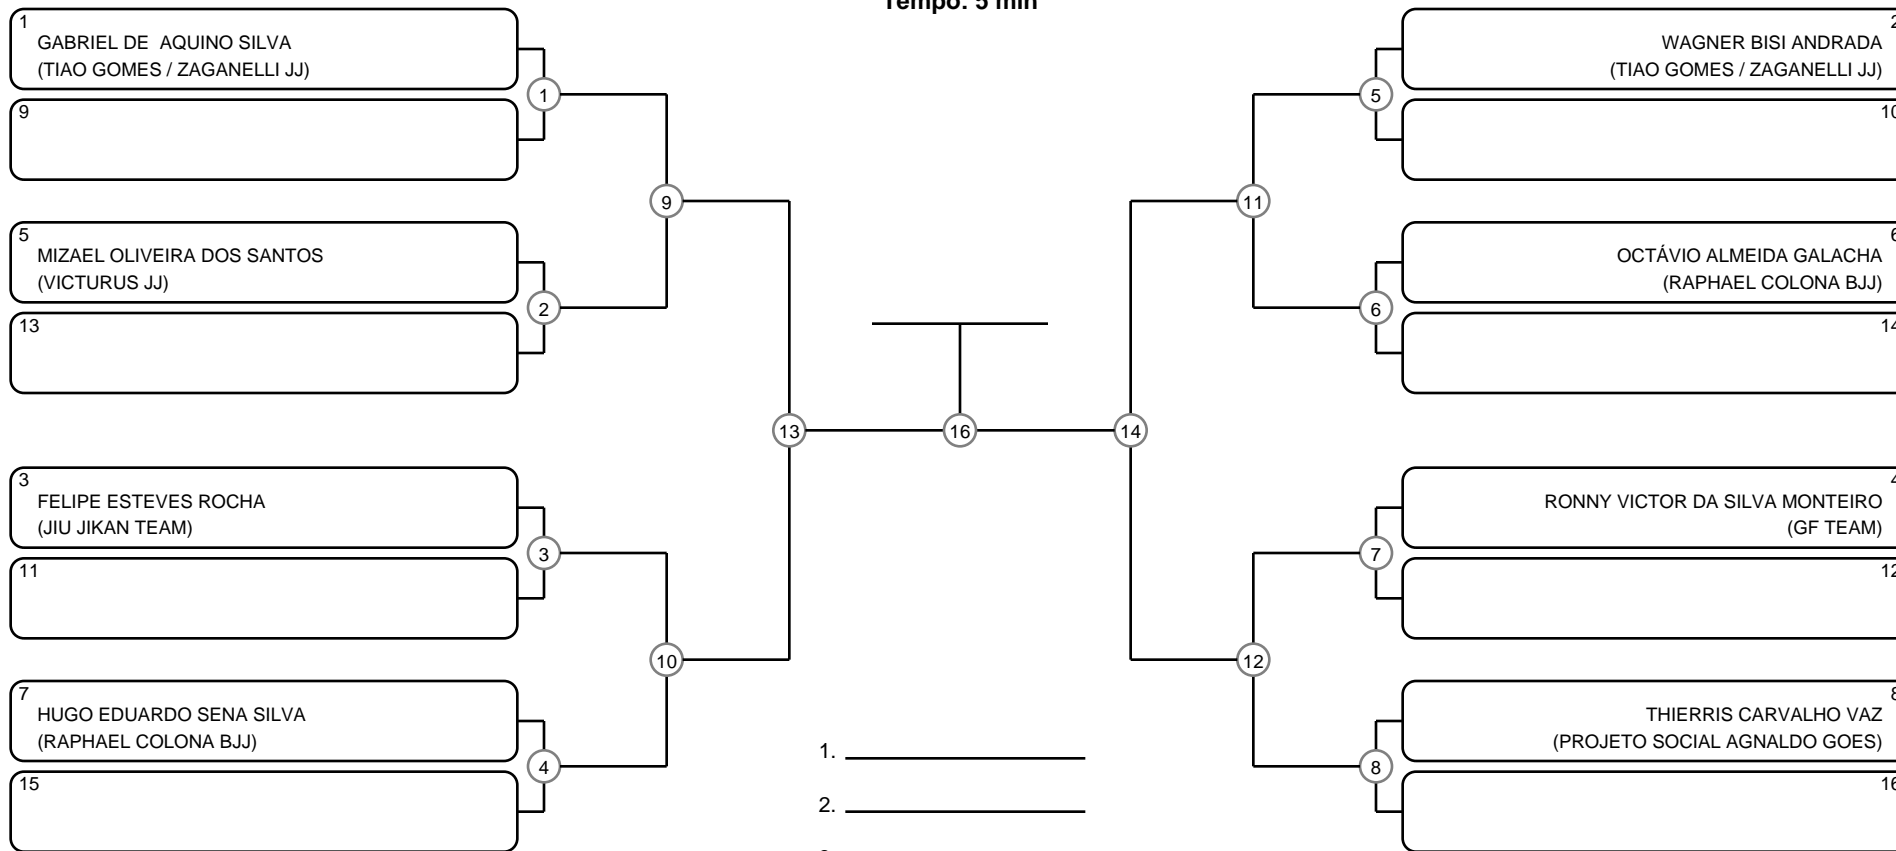 Tempo: 5 min
1
GABRIEL DE AQUINO SILVA
(TIAO GOMES / ZAGANELLI JJ)
9
1
5
MIZAEL OLIVEIRA DOS SANTOS
(VICTURUS JJ)
13
2
9
3
FELIPE ESTEVES ROCHA
(JIU JIKAN TEAM)
11
3
7
HUGO EDUARDO SENA SILVA
(RAPHAEL COLONA BJJ)
15
4
10
13
16
14
2
WAGNER BISI ANDRADA
(TIAO GOMES / ZAGANELLI JJ)
10
5
6
OCTÁVIO ALMEIDA GALACHA
(RAPHAEL COLONA BJJ)
14
6
11
4
RONNY VICTOR DA SILVA MONTEIRO
(GF TEAM)
12
7
8
THIERRIS CARVALHO VAZ
(PROJETO SOCIAL AGNALDO GOES)
16
8
12
1.
2.